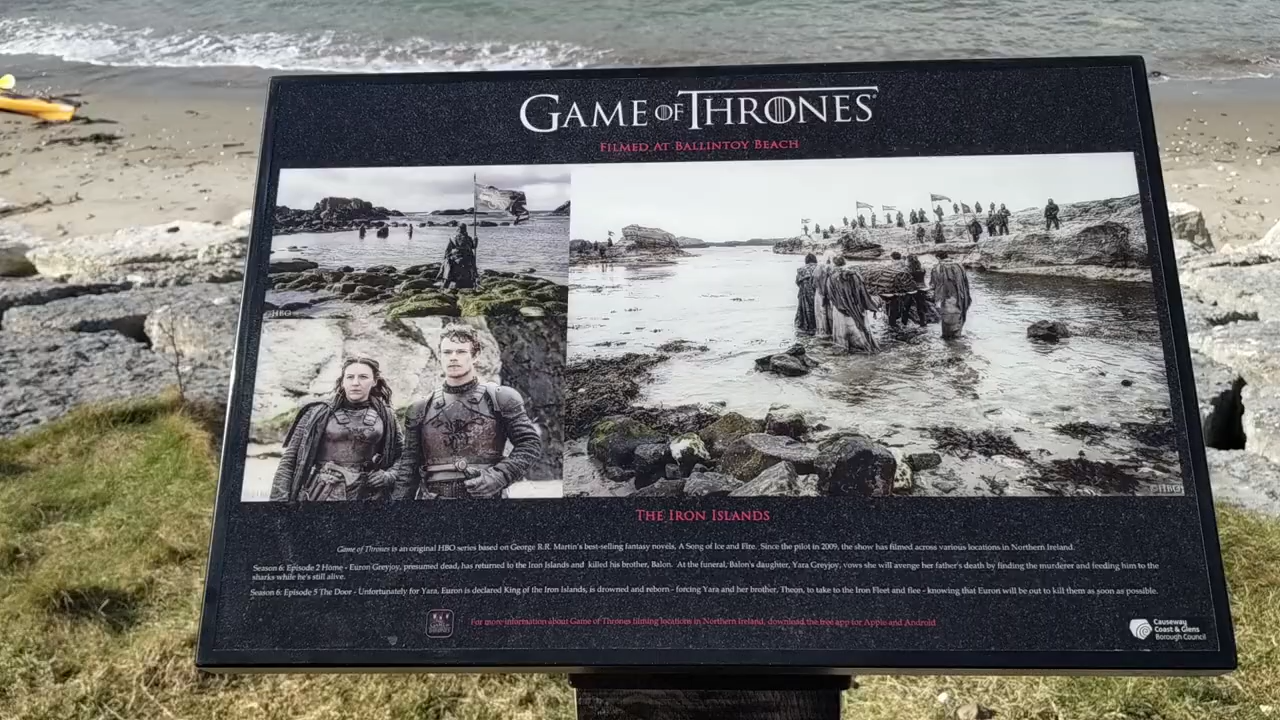 GAME OF THRONES
FILMED AT BALLINTOY BEACH
HBO
©HBO
THE IRON ISLANDS
Game of Thrones is an original HBO series based on George R.R. Martin's best-selling fantasy novels, A Song of Ice and Fire. Since the pilot in 2009, the show has filmed across various locations in Northern Ireland.
Season 6: Episode 2 Home - Euron Greyjoy, presumed dead, has returned to the Iron Islands and killed his brother, Balon. At the funeral, Balon's daughter, Yara Greyjoy, vows she will avenge her father's death by finding the murderer and feeding him to the
sharks while he's still alive.
Season 6: Episode 5 The Door - Unfortunately for Yara, Euron is declared King of the Iron Islands, is drowned and reborn - forcing Yara and her brother, Theon, to take to the Iron Fleet and flee - knowing that Euron will be out to kill them as soon as possible.
For more information about Game of Thrones filming locations in Northern Ireland, download the free app for Apple and Android
Causeway
Coast & Glens
Borough Council